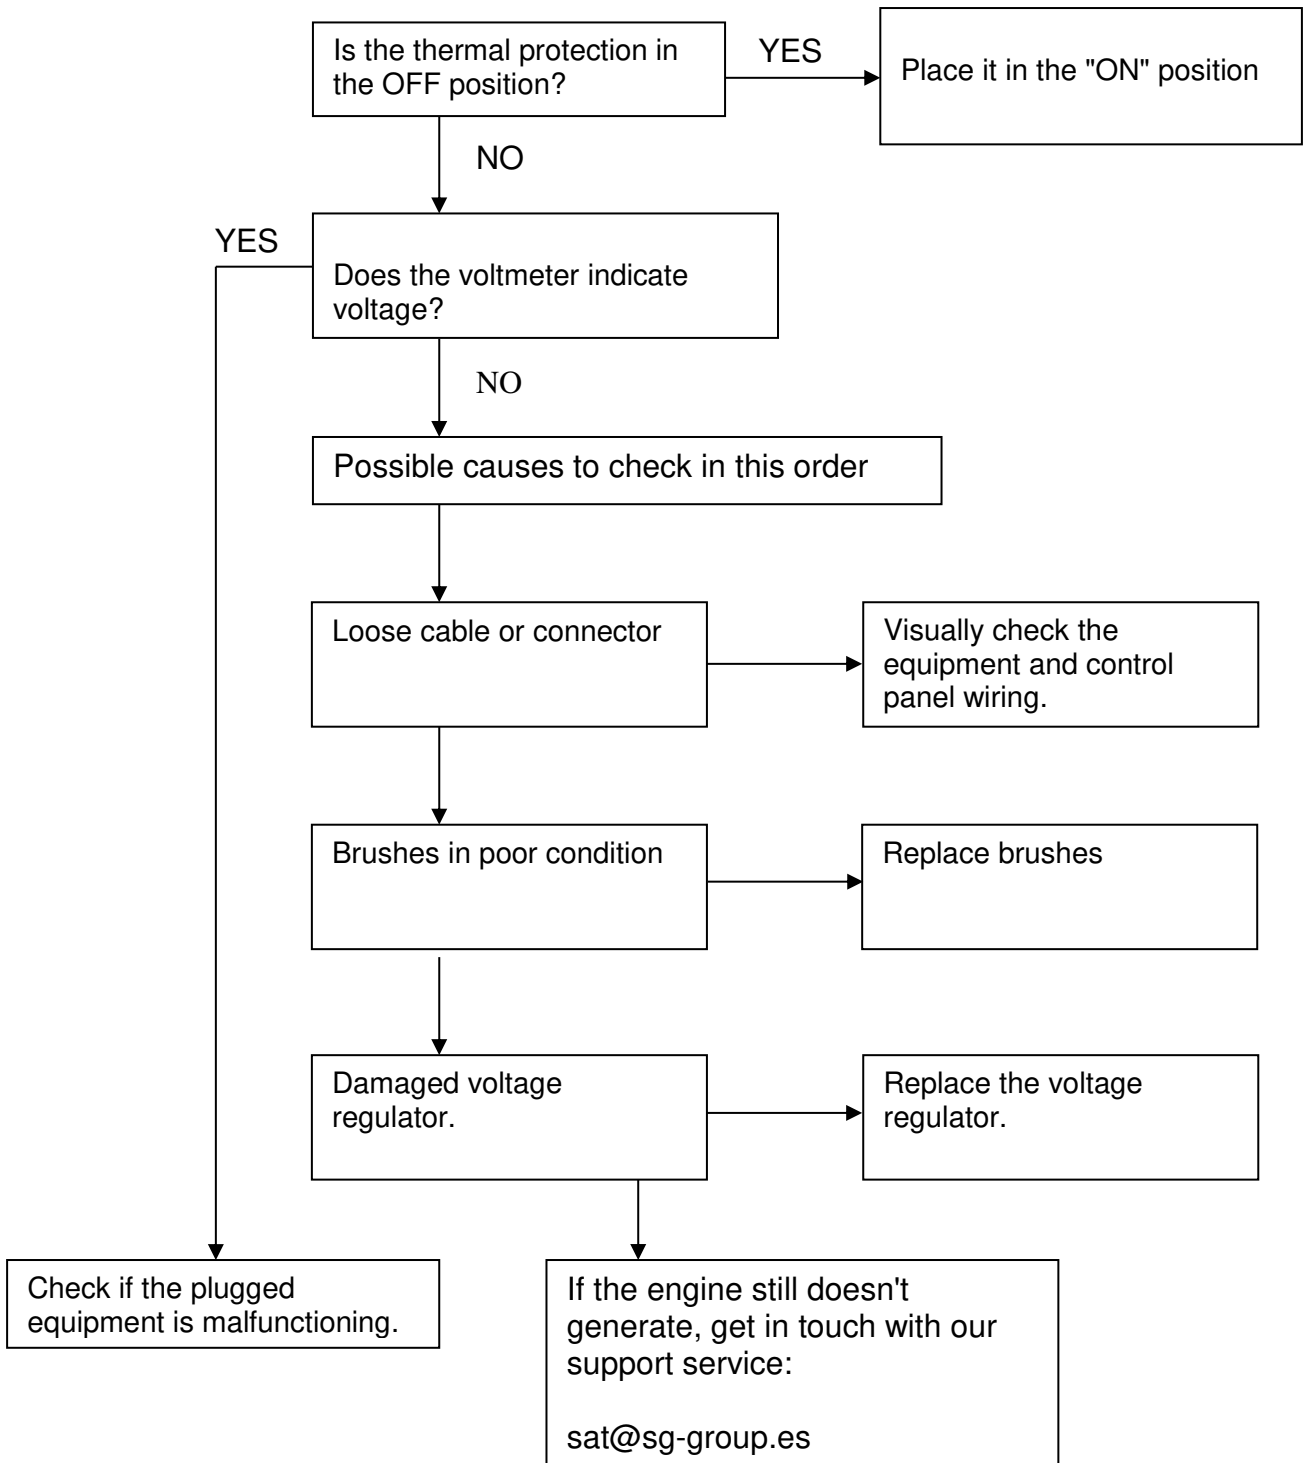 Is the thermal protection in
the OFF position?
YES
Place it in the "ON" position
NO
YES
Does the voltmeter indicate
voltage?
NO
Possible causes to check in this order
Loose cable or connector
Visually check the
equipment and control
panel wiring.
Brushes in poor condition
Replace brushes
Damaged voltage
regulator.
Replace the voltage
regulator.
Check if the plugged
equipment is malfunctioning.
If the engine still doesn't
generate, get in touch with our
support service:
sat@sg-group.es